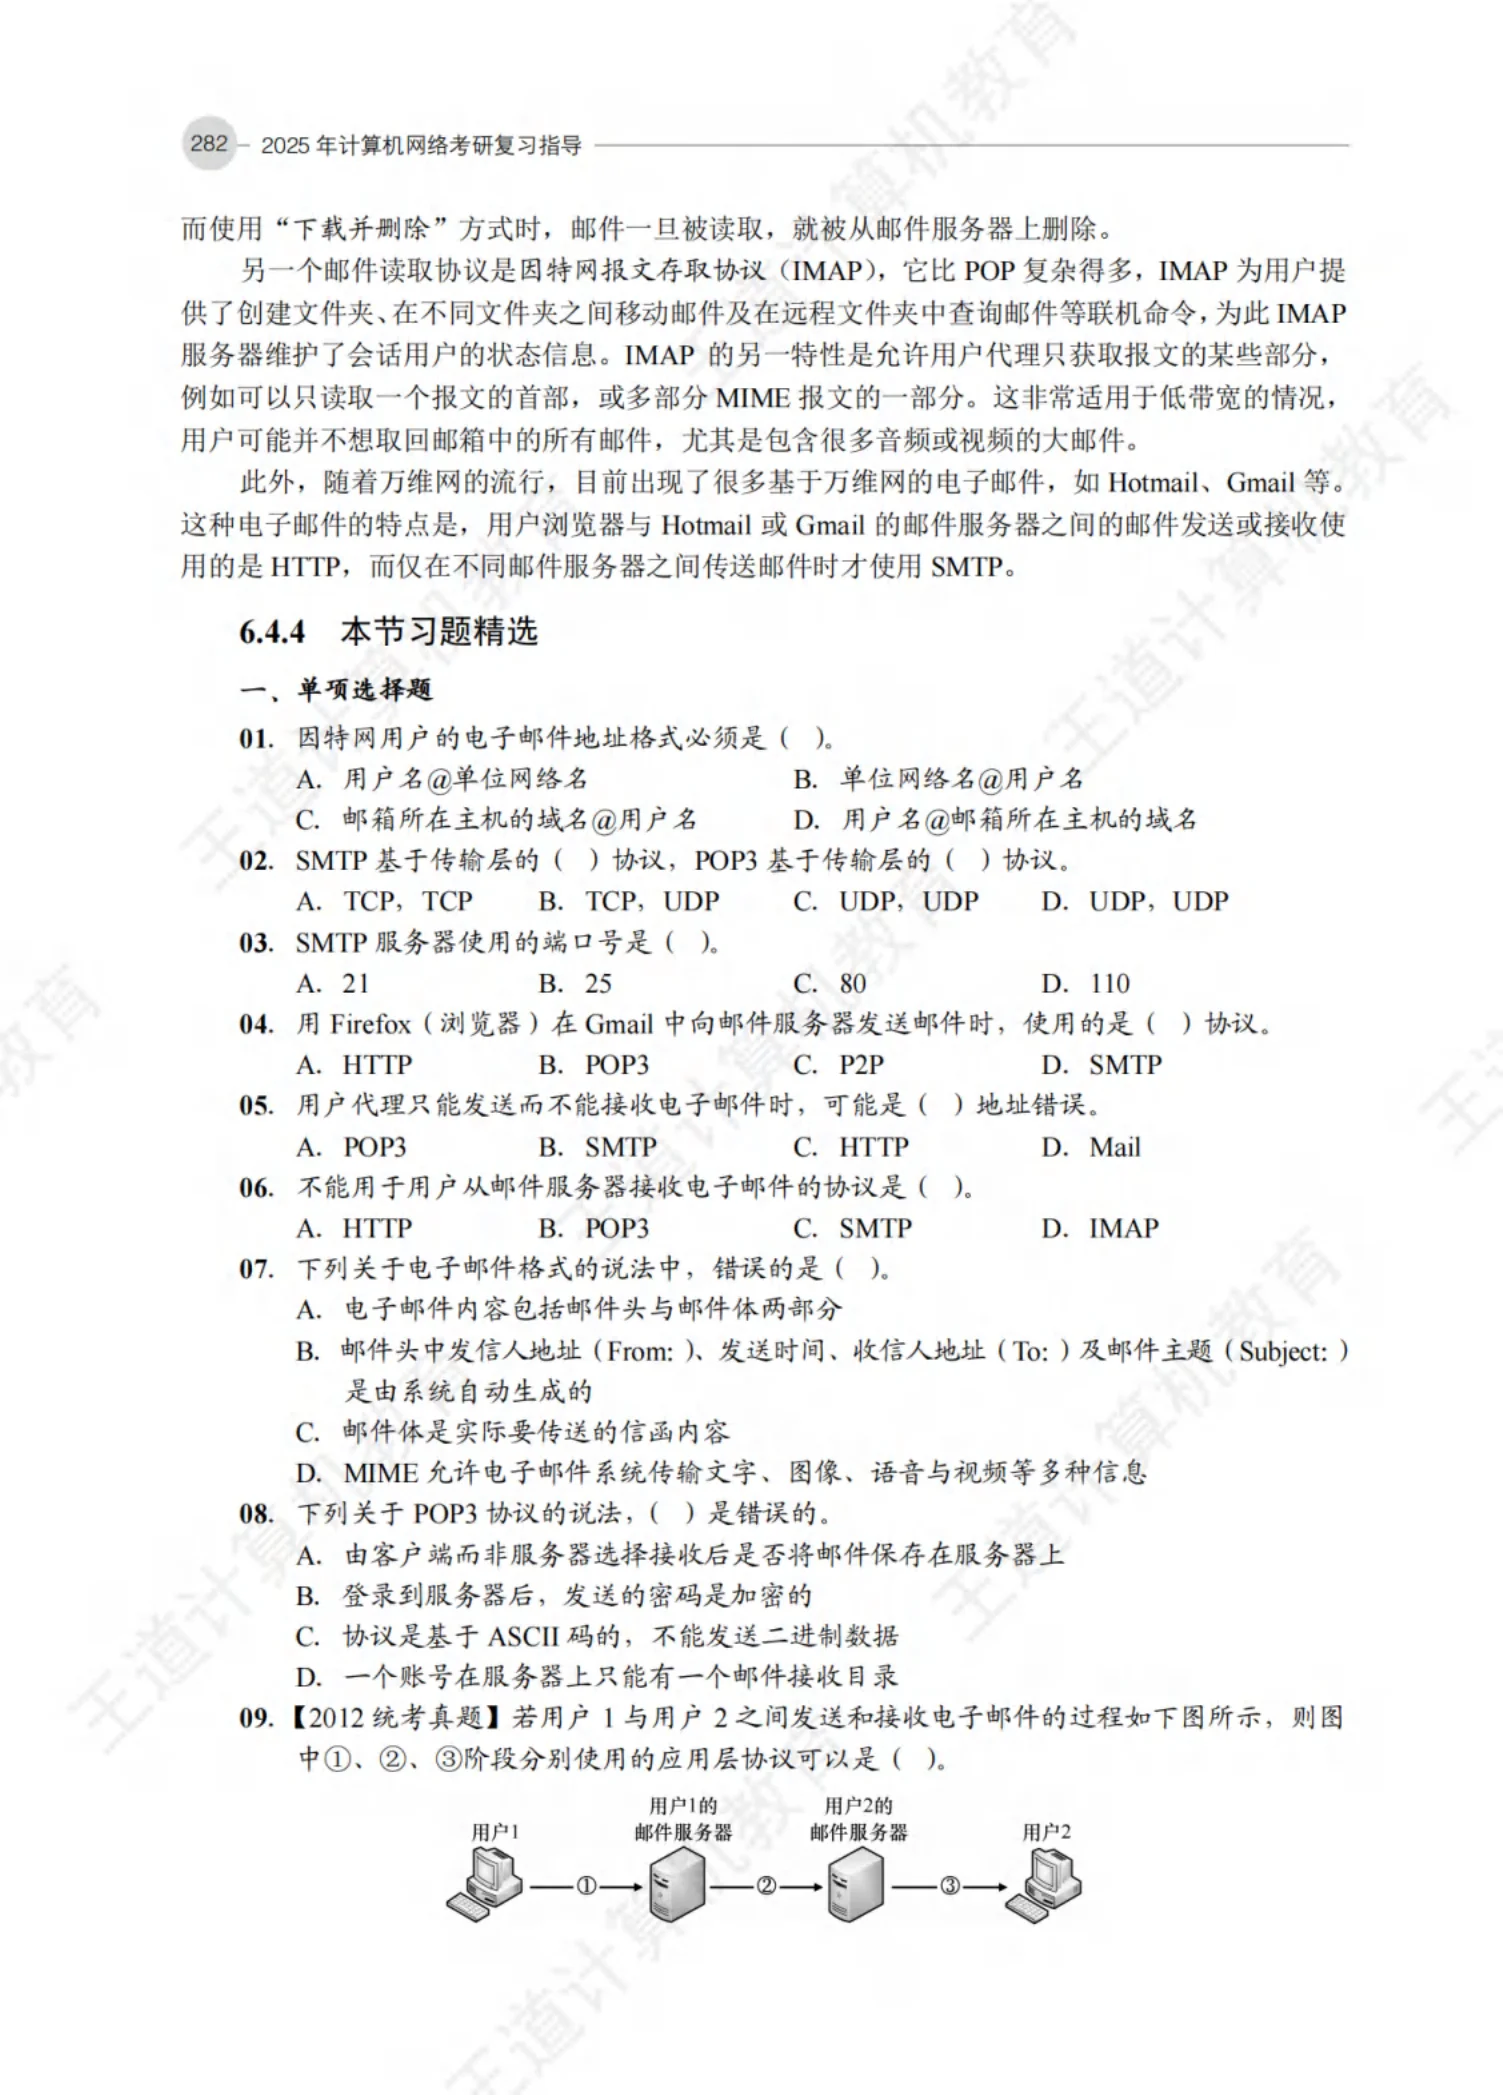 282 2025 年计算机网络考研复习指导
而使用“下载并删除”方式时，邮件一旦被读取，就被从邮件服务器上删除。
另一个邮件读取协议是因特网报文存取协议（IMAP），它比 POP 复杂得多，IMAP 为用户提
供了创建文件夹、在不同文件夹之间移动邮件及在远程文件夹中查询邮件等联机命令，为此 IMAP
服务器维护了会话用户的状态信息。IMAP 的另一特性是允许用户代理只获取报文的某些部分，
例如可以只读取一个报文的首部，或多部分 MIME 报文的一部分。这非常适用于低带宽的情况，
用户可能并不想取回邮箱中的所有邮件，尤其是包含很多音频或视频的大邮件。
此外，随着万维网的流行，目前出现了很多基于万维网的电子邮件，如 Hotmail、Gmail 等。
这种电子邮件的特点是，用户浏览器与 Hotmail 或 Gmail 的邮件服务器之间的邮件发送或接收使
用的是 HTTP，而仅在不同邮件服务器之间传送邮件时才使用 SMTP。
6.4.4 本节习题精选
一、单项选择题
01. 因特网用户的电子邮件地址格式必须是（ ）。
A. 用户名@单位网络名 B. 单位网络名@用户名
C. 邮箱所在主机的域名@用户名 D. 用户名@邮箱所在主机的域名
02. SMTP 基于传输层的（ ）协议，POP3 基于传输层的（ ）协议。
A. TCP，TCP B. TCP，UDP C. UDP，UDP D. UDP，UDP
03. SMTP 服务器使用的端口号是（ ）。
A. 21 B. 25 C. 80 D. 110
04. 用 Firefox（浏览器）在 Gmail 中向邮件服务器发送邮件时，使用的是（ ）协议。
A. HTTP B. POP3 C. P2P D. SMTP
05. 用户代理只能发送而不能接收电子邮件时，可能是（ ）地址错误。
A. POP3 B. SMTP C. HTTP D. Mail
06. 不能用于用户从邮件服务器接收电子邮件的协议是（ ）。
A. HTTP B. POP3 C. SMTP D. IMAP
07. 下列关于电子邮件格式的说法中，错误的是（ ）。
A. 电子邮件内容包括邮件头与邮件体两部分
B. 邮件头中发信人地址（From: ）、发送时间、收信人地址（To: ）及邮件主题（Subject: ）
是由系统自动生成的
C. 邮件体是实际要传送的信函内容
D. MIME 允许电子邮件系统传输文字、图像、语音与视频等多种信息
08. 下列关于 POP3 协议的说法，（ ）是错误的。
A. 由客户端而非服务器选择接收后是否将邮件保存在服务器上
B. 登录到服务器后，发送的密码是加密的
C. 协议是基于 ASCII 码的，不能发送二进制数据
D. 一个账号在服务器上只能有一个邮件接收目录
09. 【2012 统考真题】若用户 1 与用户 2 之间发送和接收电子邮件的过程如下图所示，则图
中①、②、③阶段分别使用的应用层协议可以是（ ）。
用户1的 用户2的
用户1 邮件服务器 邮件服务器 用户2
① ② ③
王道计算机教育